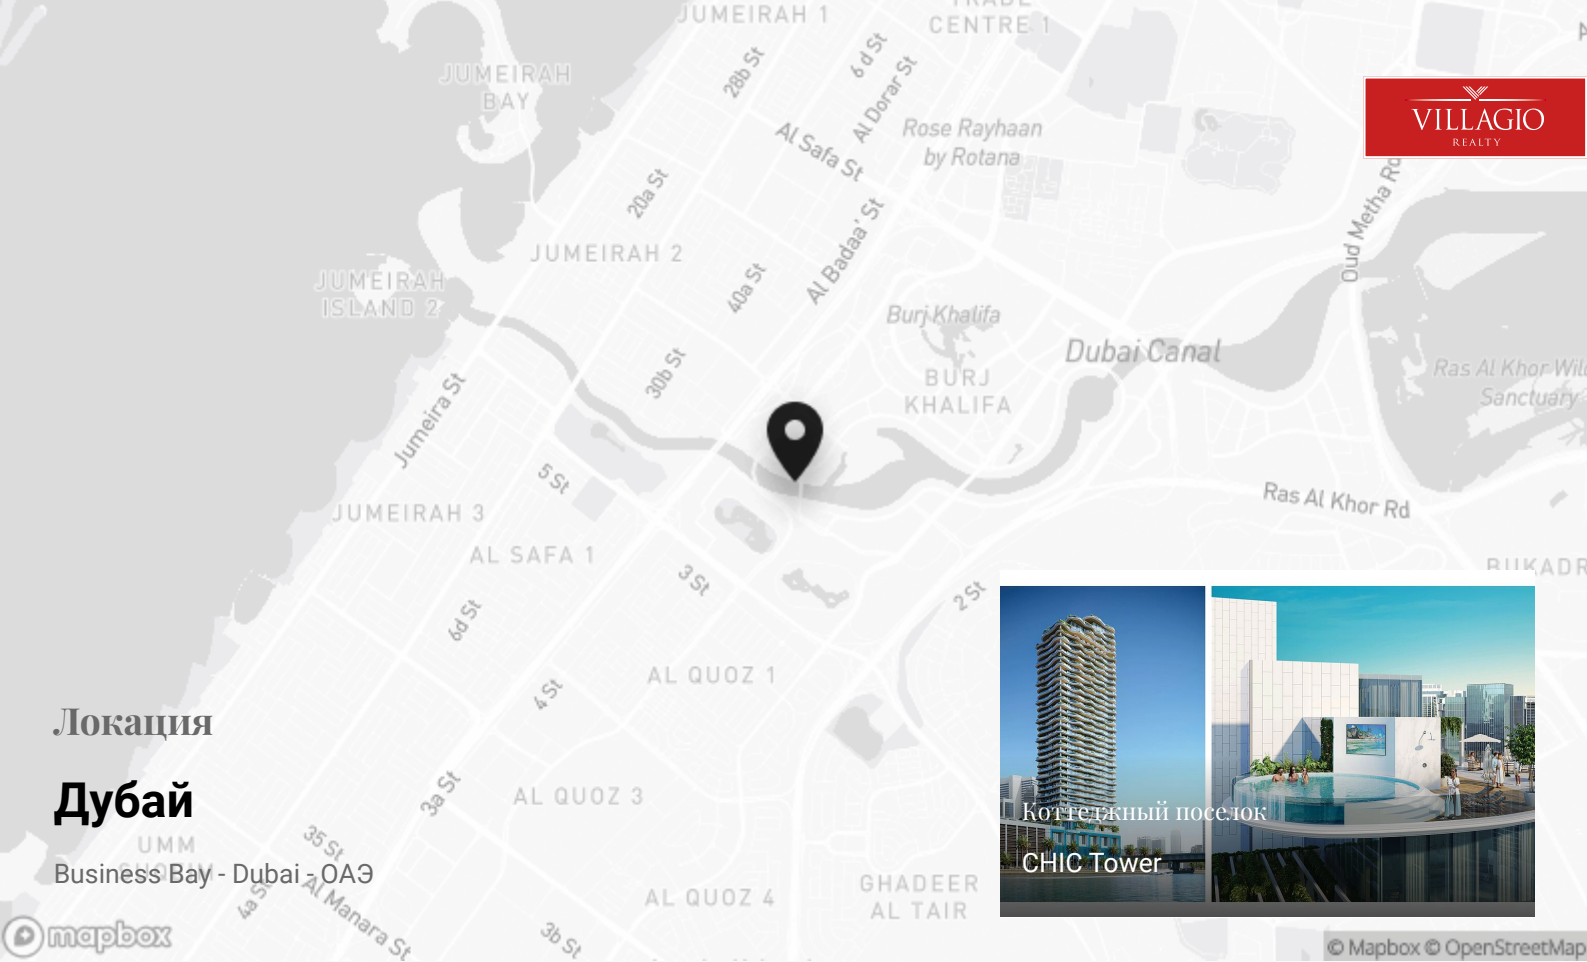 JUMEIRAH 1
TRADE
CENTRE 1
JUMEIRAH
BAY
28b St
6 d St
Al Dorar St
Al Safa St
Rose Rayhaan
by Rotana
VILLAGIO
REALTY
20a St
Al Badaa' St
Oud Metha Rd
JUMEIRAH 2
JUMEIRAH
ISLAND 2
40a St
Burj Khalifa
Dubai Canal
30b St
BURJ
KHALIFA
Ras Al Khor Wil
Sanctuary
Jumeira St
5 St
Ras Al Khor Rd
JUMEIRAH 3
AL SAFA 1
3 St
2 St
BUKADR
6d St
AL QUOZ 1
4 St
Локация
Дубай
3a St
AL QUOZ 3
UMM
35 St
Business Bay - Dubai - ОАЭ
4a St
Al Manara St
AL QUOZ 4
GHADEER
AL TAIR
3b St
Коттеджный поселок
CHIC Tower
mapbox
© Mapbox © OpenStreetMap